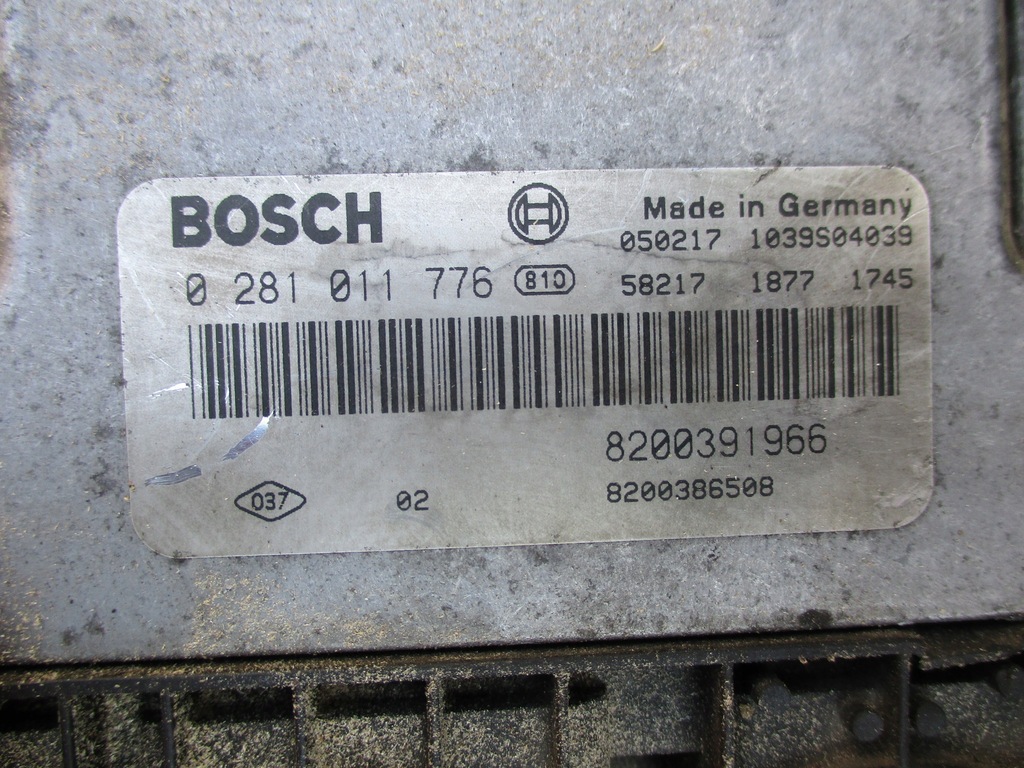 BOSCH
Made in Germany
050217 1039S04039
0 281 011 776 810 58217 1877 1745
8200391966
037 02 8200386508